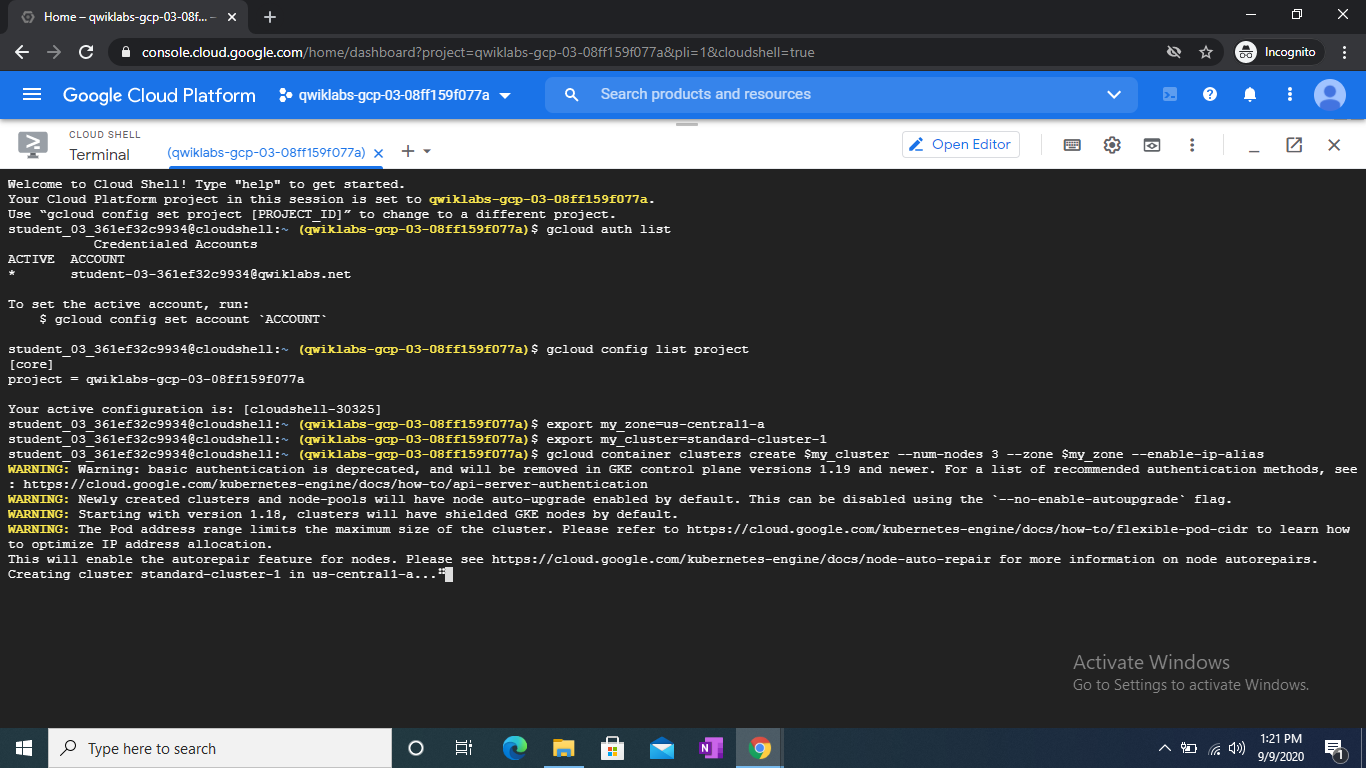 Home – qwiklabs-gcp-03-08f... –
console.cloud.google.com/home/dashboard?project=qwiklabs-gcp-03-08ff159f077a&pli=1&cloudshell=true
Incognito
Google Cloud Platform
qwiklabs-gcp-03-08ff159f077a
Search products and resources
CLOUD SHELL
Terminal
(qwiklabs-gcp-03-08ff159f077a)
Open Editor
Welcome to Cloud Shell! Type "help" to get started.
Your Cloud Platform project in this session is set to qwiklabs-gcp-03-08ff159f077a.
Use “gcloud config set project [PROJECT_ID]” to change to a different project.
student_03_361ef32c9934@cloudshell:~ (qwiklabs-gcp-03-08ff159f077a)$ gcloud auth list
Credentialed Accounts
ACTIVE ACCOUNT
* student-03-361ef32c9934@qwiklabs.net
To set the active account, run:
$ gcloud config set account `ACCOUNT`
student_03_361ef32c9934@cloudshell:~ (qwiklabs-gcp-03-08ff159f077a)$ gcloud config list project
[core]
project = qwiklabs-gcp-03-08ff159f077a
Your active configuration is: [cloudshell-30325]
student_03_361ef32c9934@cloudshell:~ (qwiklabs-gcp-03-08ff159f077a)$ export my_zone=us-central1-a
student_03_361ef32c9934@cloudshell:~ (qwiklabs-gcp-03-08ff159f077a)$ export my_cluster=standard-cluster-1
student_03_361ef32c9934@cloudshell:~ (qwiklabs-gcp-03-08ff159f077a)$ gcloud container clusters create $my_cluster --num-nodes 3 --zone $my_zone --enable-ip-alias
WARNING: Warning: basic authentication is deprecated, and will be removed in GKE control plane versions 1.19 and newer. For a list of recommended authentication methods, see
: https://cloud.google.com/kubernetes-engine/docs/how-to/api-server-authentication
WARNING: Newly created clusters and node-pools will have node auto-upgrade enabled by default. This can be disabled using the `--no-enable-autoupgrade` flag.
WARNING: Starting with version 1.18, clusters will have shielded GKE nodes by default.
WARNING: The Pod address range limits the maximum size of the cluster. Please refer to https://cloud.google.com/kubernetes-engine/docs/how-to/flexible-pod-cidr to learn how
to optimize IP address allocation.
This will enable the autorepair feature for nodes. Please see https://cloud.google.com/kubernetes-engine/docs/node-auto-repair for more information on node autorepairs.
Creating cluster standard-cluster-1 in us-central1-a...
Activate Windows
Go to Settings to activate Windows.
Type here to search
1:21 PM
9/9/2020
1